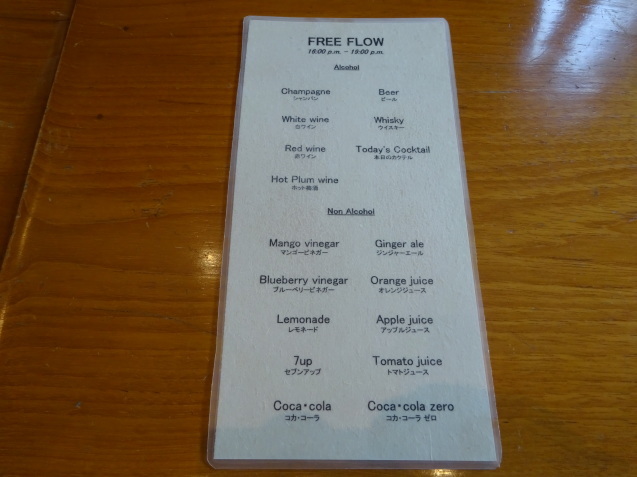 FREE FLOW
16:00 p.m. - 19:00 p.m.
Alcohol
Champagne Beer
シャンパン ビール
White wine Whisky
白ワイン ウイスキー
Red wine Today's Cocktail
赤ワイン 本日のカクテル
Hot Plum wine
ホット梅酒
Non Alcohol
Mango vinegar Ginger ale
マンゴービネガー ジンジャーエール
Blueberry vinegar Orange juice
ブルーベリービネガー オレンジジュース
Lemonade Apple juice
レモネード アップルジュース
7up Tomato juice
セブンアップ トマトジュース
Coca・cola Coca・cola zero
コカ・コーラ コカ・コーラ ゼロ